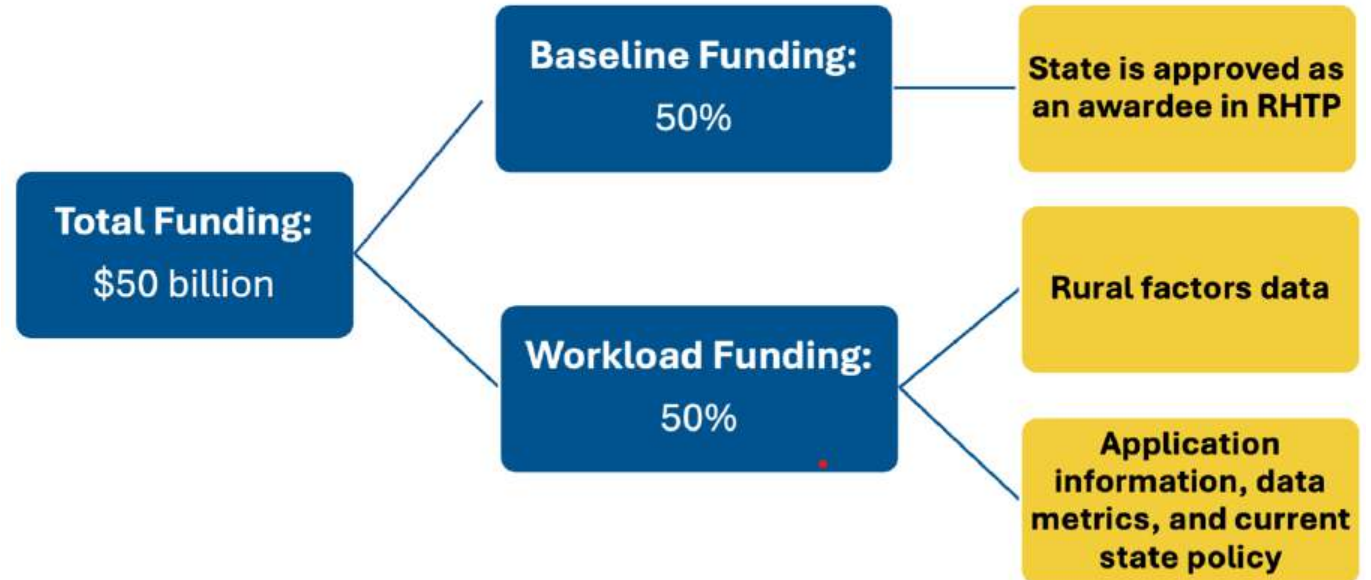 Baseline Funding:
50%
State is approved as
an awardee in RHTP
Total Funding:
$50 billion
Rural factors data
Workload Funding:
50%
Application
information, data
metrics, and current
state policy